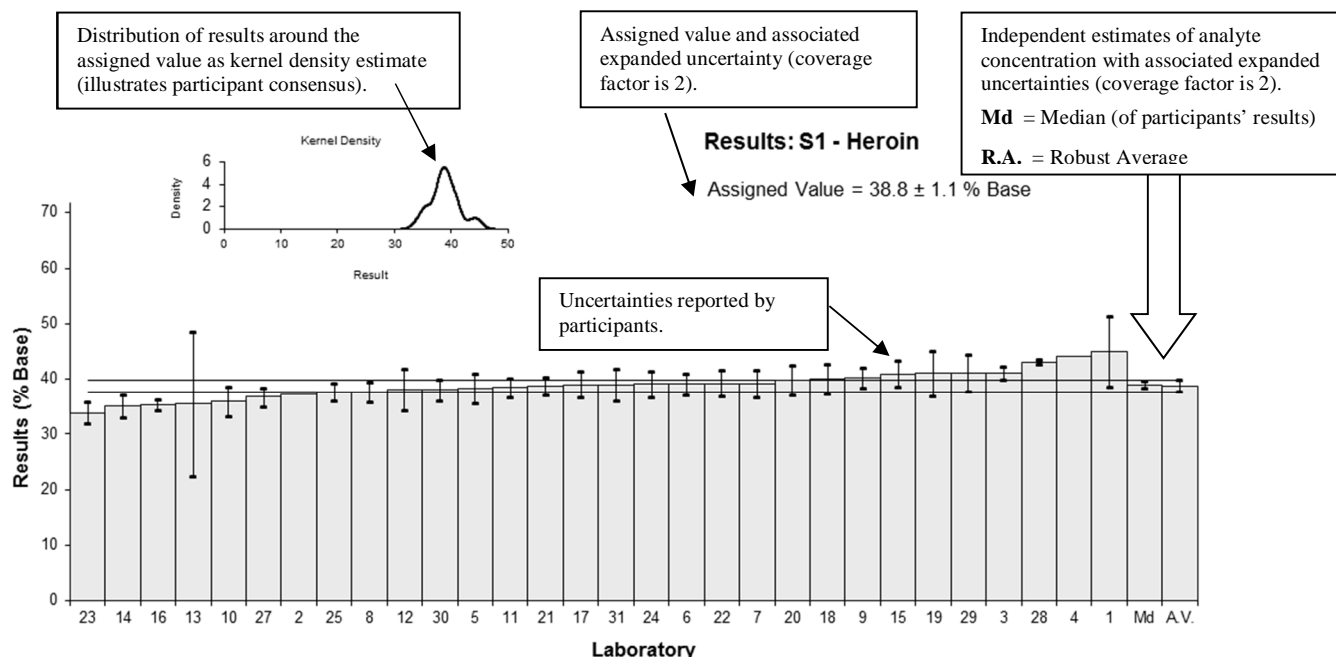 Distribution of results around the
assigned value as kernel density estimate
(illustrates participant consensus).
Assigned value and associated
expanded uncertainty (coverage
factor is 2).
Independent estimates of analyte
concentration with associated expanded
uncertainties (coverage factor is 2).
Md = Median (of participants' results)
R.A. = Robust Average
Results: S1 - Heroin
Assigned Value = 38.8 ± 1.1 % Base
Kernel Density
Density
6
4
2
0
0 10 20 30 40 50
Result
Uncertainties reported by
participants.
Results (% Base)
70
60
50
40
30
20
10
0
23 14 16 13 10 27 2 25 8 12 30 5 11 21 17 31 24 6 22 7 20 18 9 15 19 29 3 28 4 1 Md A.V.
Laboratory